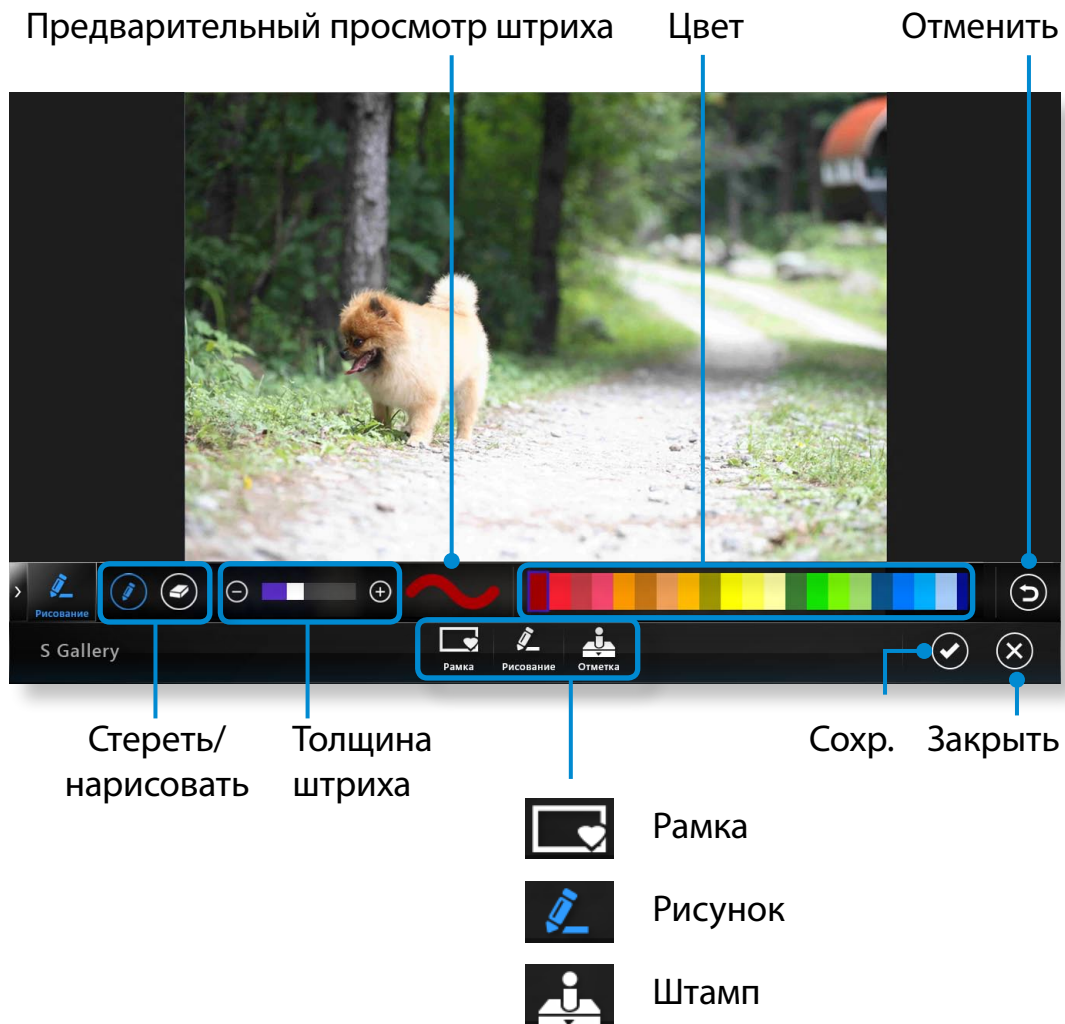 Предварительный просмотр штриха
Цвет
Отменить
Рисование
S Gallery
Рамка
Рисование
Отметка
Стереть/
нарисовать
Толщина
штриха
Сохр.
Закрыть
Рамка
Рисунок
Штамп